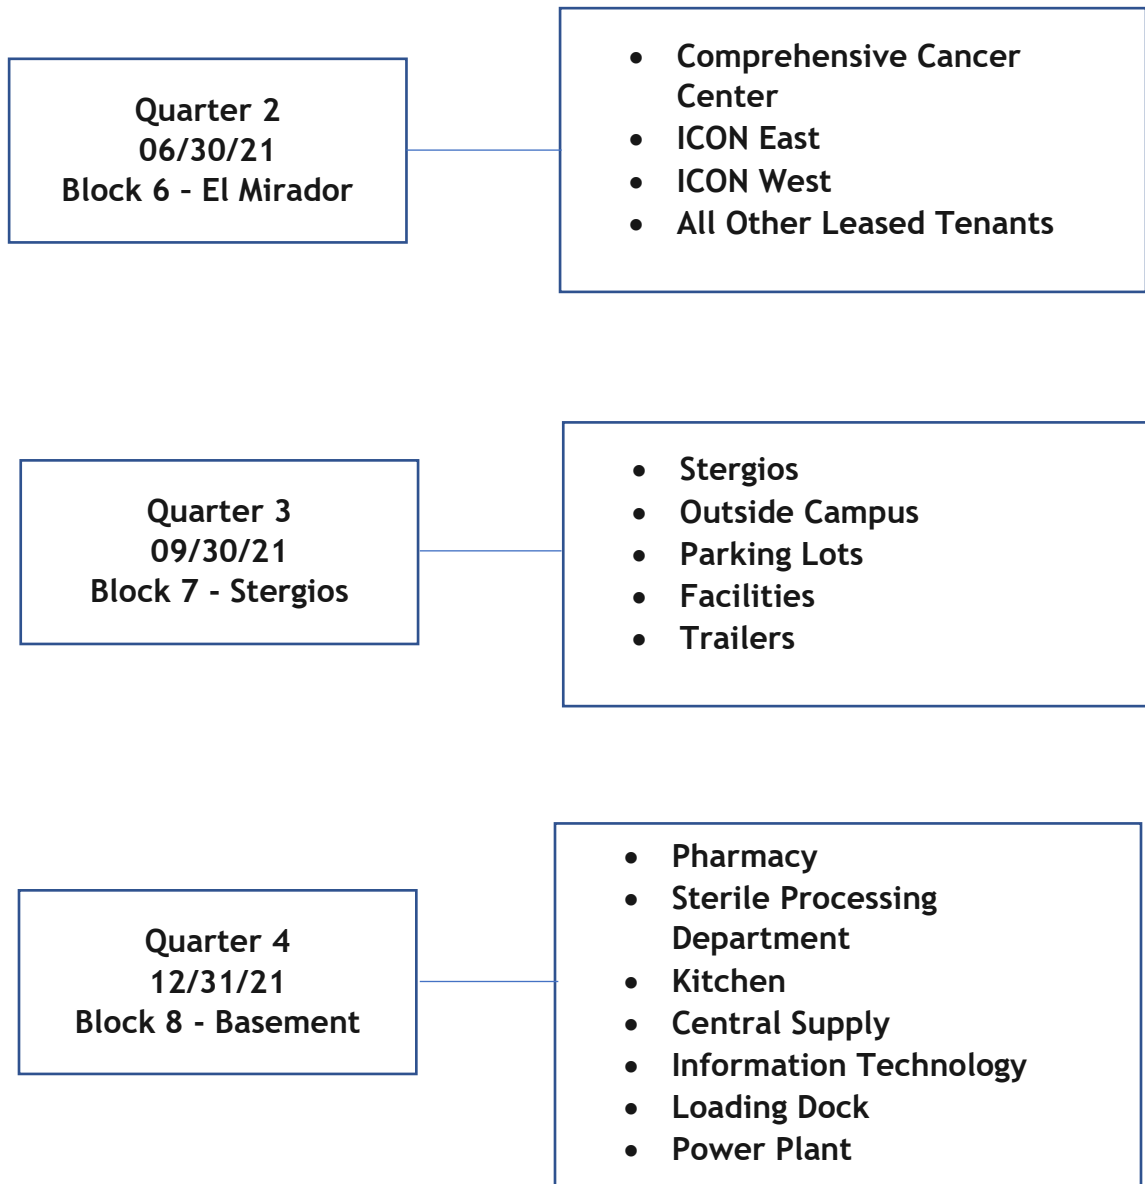 Quarter 2
06/30/21
Block 6 – El Mirador
• Comprehensive Cancer
Center
• ICON East
• ICON West
• All Other Leased Tenants
Quarter 3
09/30/21
Block 7 - Stergios
• Stergios
• Outside Campus
• Parking Lots
• Facilities
• Trailers
Quarter 4
12/31/21
Block 8 - Basement
• Pharmacy
• Sterile Processing
Department
• Kitchen
• Central Supply
• Information Technology
• Loading Dock
• Power Plant